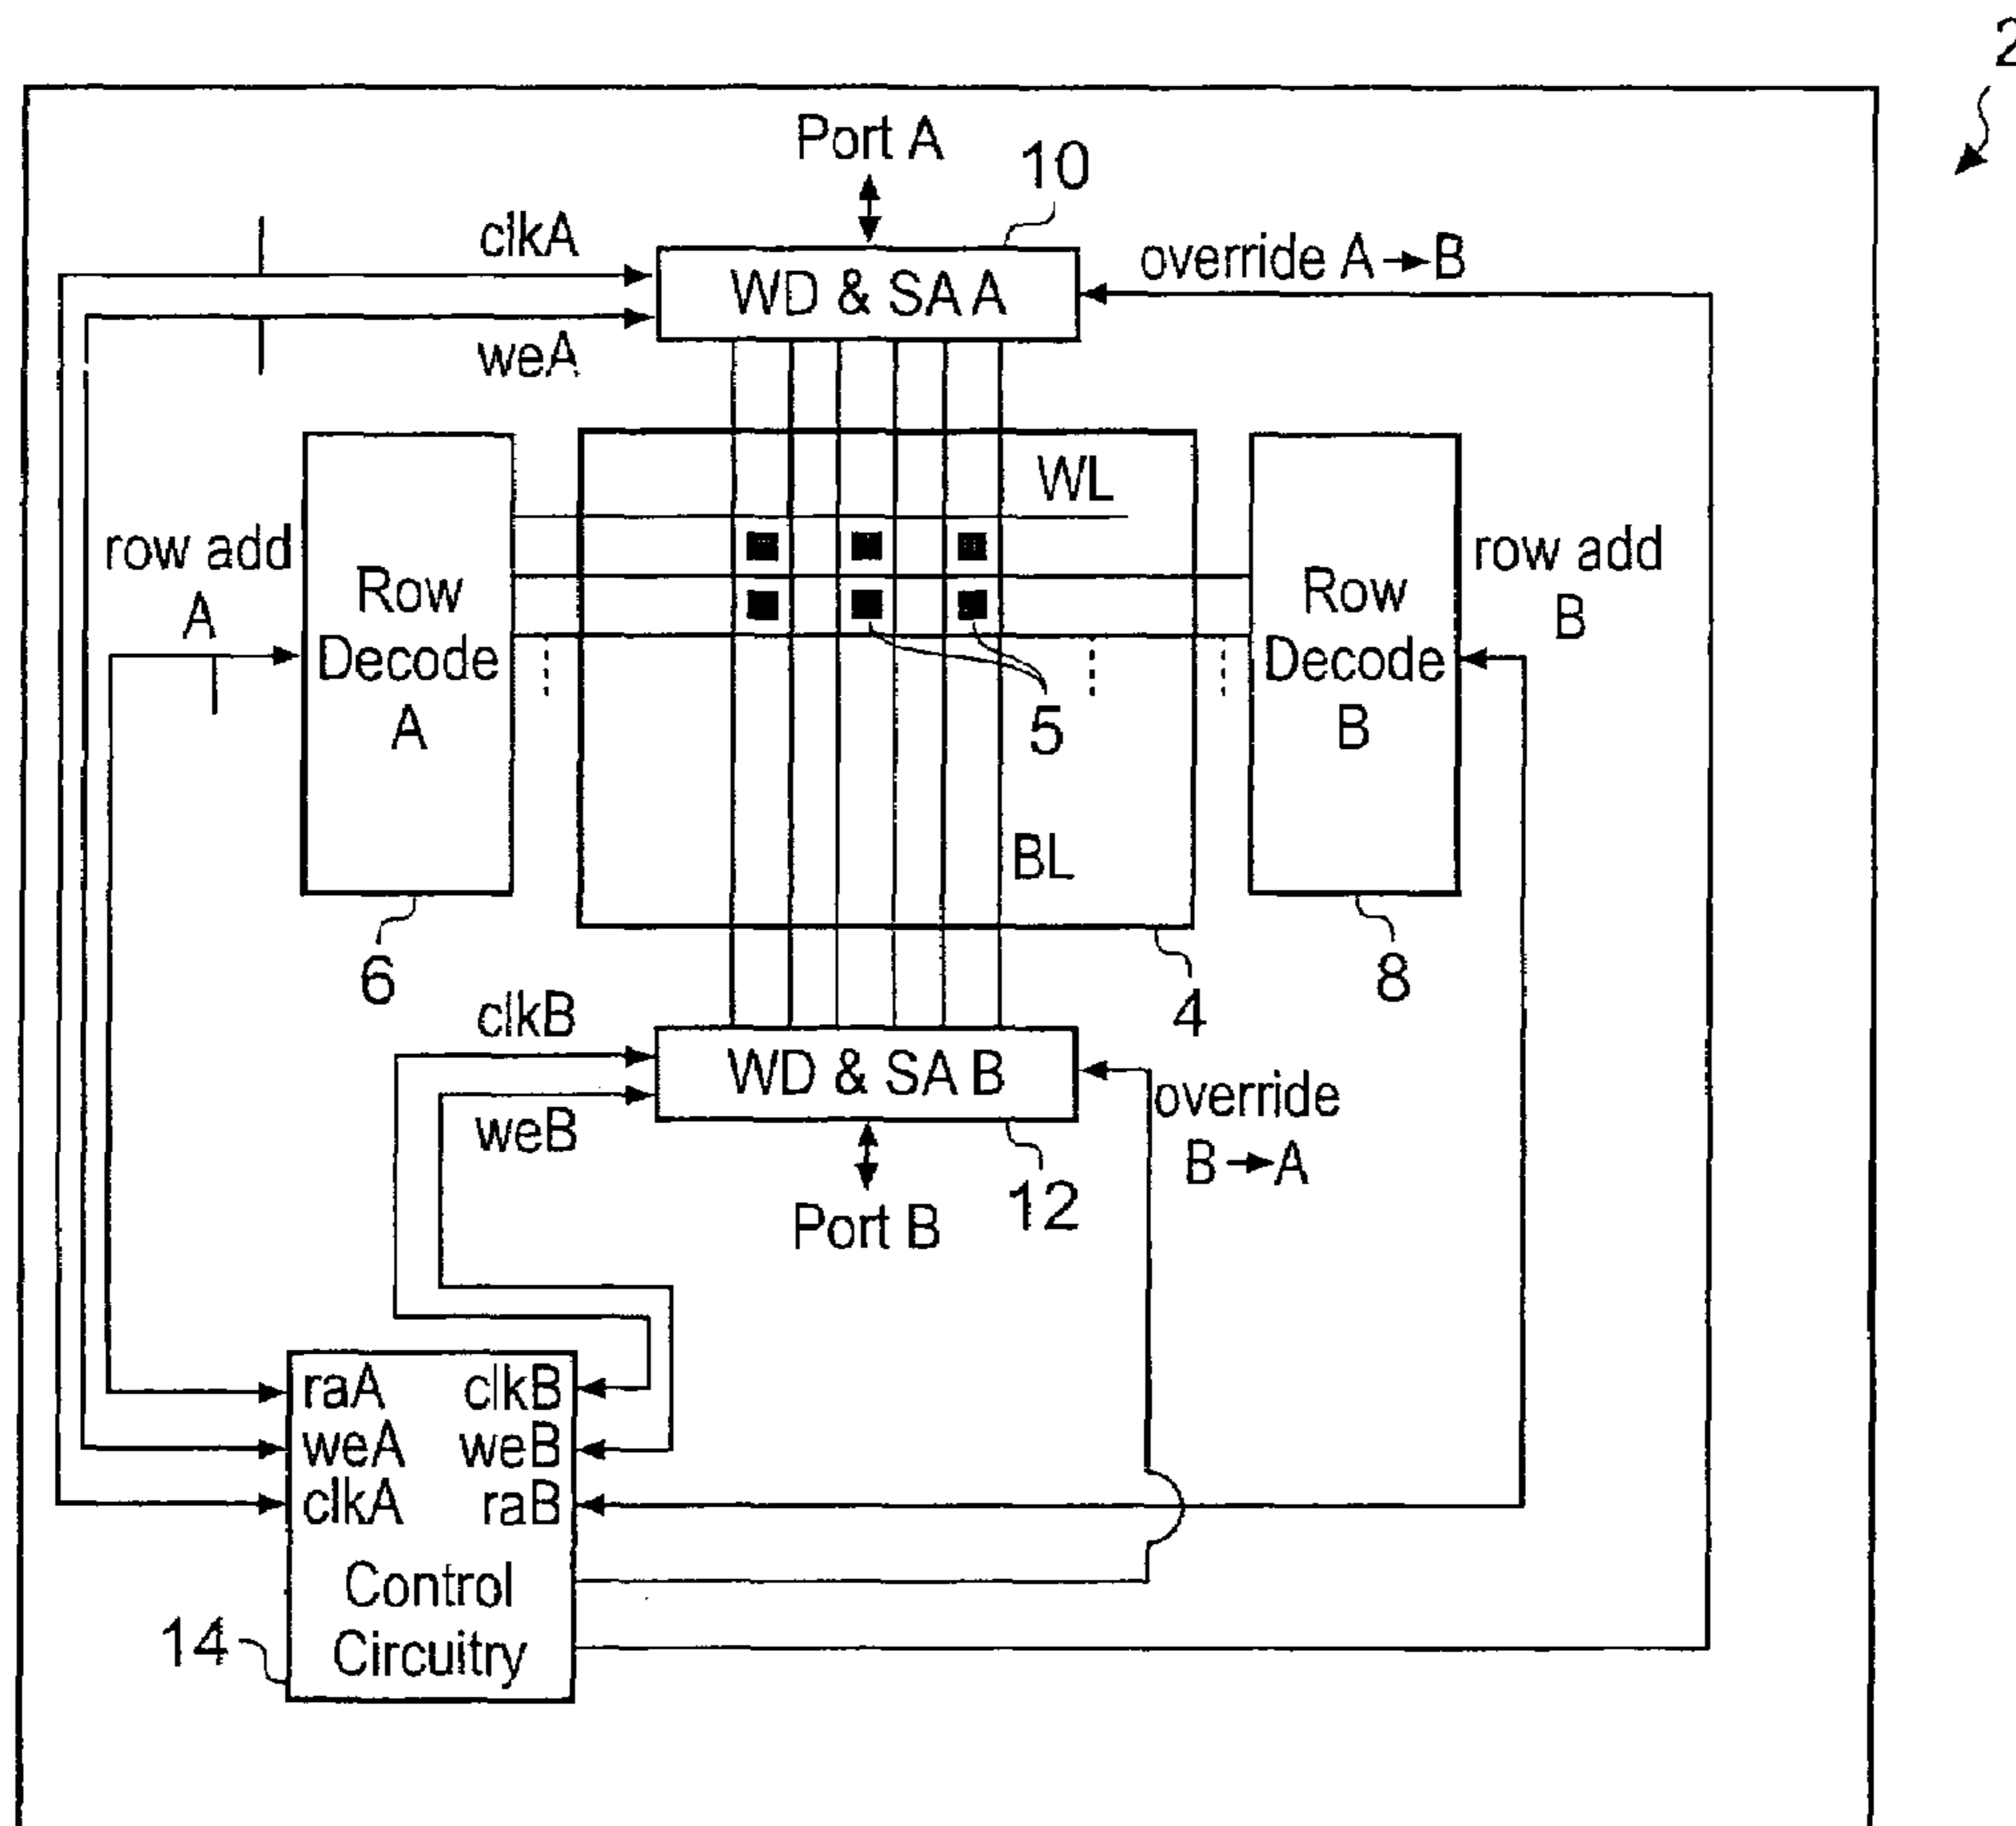 2
Port A
10
clkA
override A→B
WD & SA A
weA
WL
row add
A
Row
Decode
A
Row
Decode
B
row add
B
5
BL
6
4
8
clkB
WD & SA B
weB
override
B→A
12
Port B
raA clkB
weA weB
clkA raB
Control
Circuitry
14